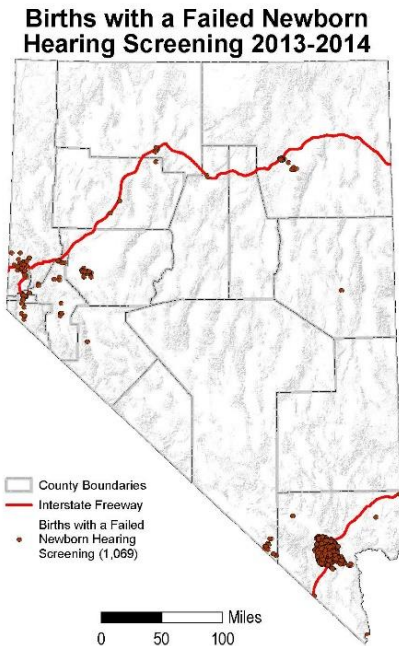 Births with a Failed Newborn
Hearing Screening 2013-2014
County Boundaries
Interstate Freeway
Births with a Failed
Newborn Hearing
Screening (1,069)
Miles
0 50 100